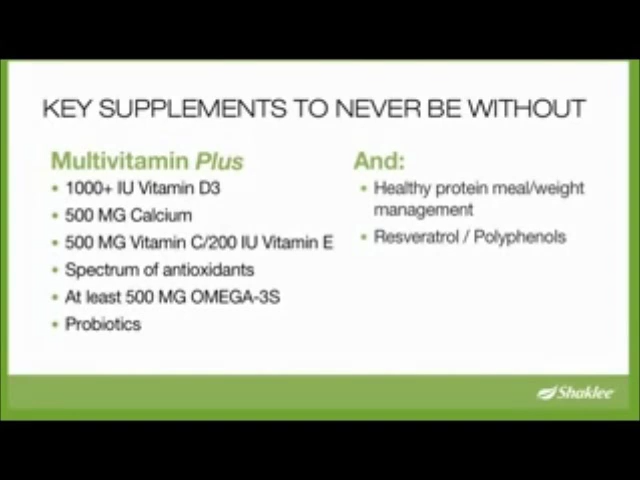 KEY SUPPLEMENTS TO NEVER BE WITHOUT
Multivitamin Plus
• 1000+ IU Vitamin D3
• 500 MG Calcium
• 500 MG Vitamin C/200 IU Vitamin E
• Spectrum of antioxidants
• At least 500 MG OMEGA-3S
• Probiotics
And:
• Healthy protein meal/weight
management
• Resveratrol / Polyphenols
Shaklee